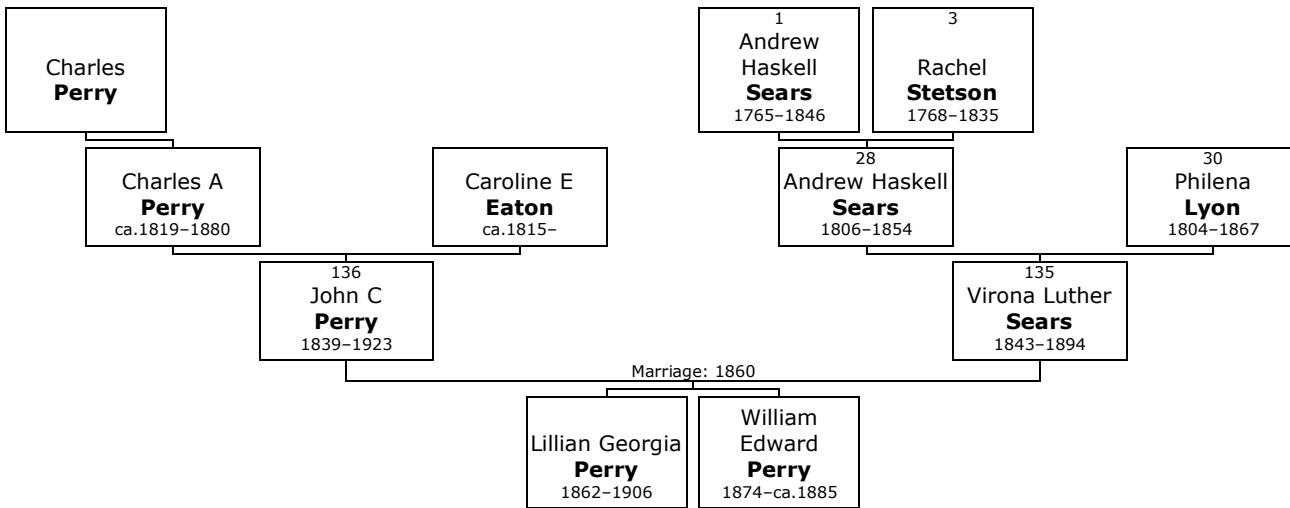 Charles
Perry
1
Andrew
Haskell
Sears
1765–1846
3
Rachel
Stetson
1768–1835
Charles A
Perry
ca.1819–1880
Caroline E
Eaton
ca.1815–
28
Andrew Haskell
Sears
1806–1854
30
Philena
Lyon
1804–1867
136
John C
Perry
1839–1923
135
Virona Luther
Sears
1843–1894
Marriage: 1860
Lillian Georgia
Perry
1862–1906
William
Edward
Perry
1874–ca.1885